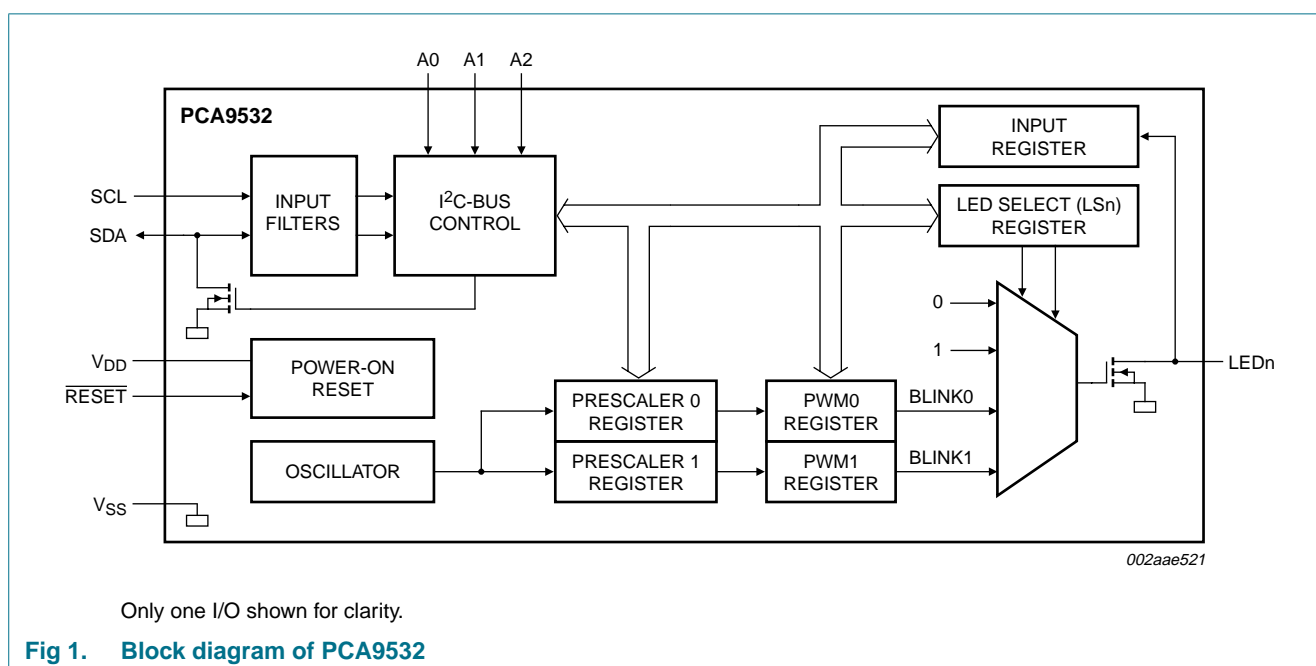 A0 A1 A2
PCA9532
INPUT
REGISTER
SCL
SDA
INPUT
FILTERS
I2C-BUS
CONTROL
LED SELECT (LSn)
REGISTER
0
1
VDD
RESET
POWER-ON
RESET
LEDn
PRESCALER 0
REGISTER
PWM0
REGISTER
BLINK0
OSCILLATOR
PRESCALER 1
REGISTER
PWM1
REGISTER
BLINK1
VSS
002aae521
Only one I/O shown for clarity.
Fig 1. Block diagram of PCA9532